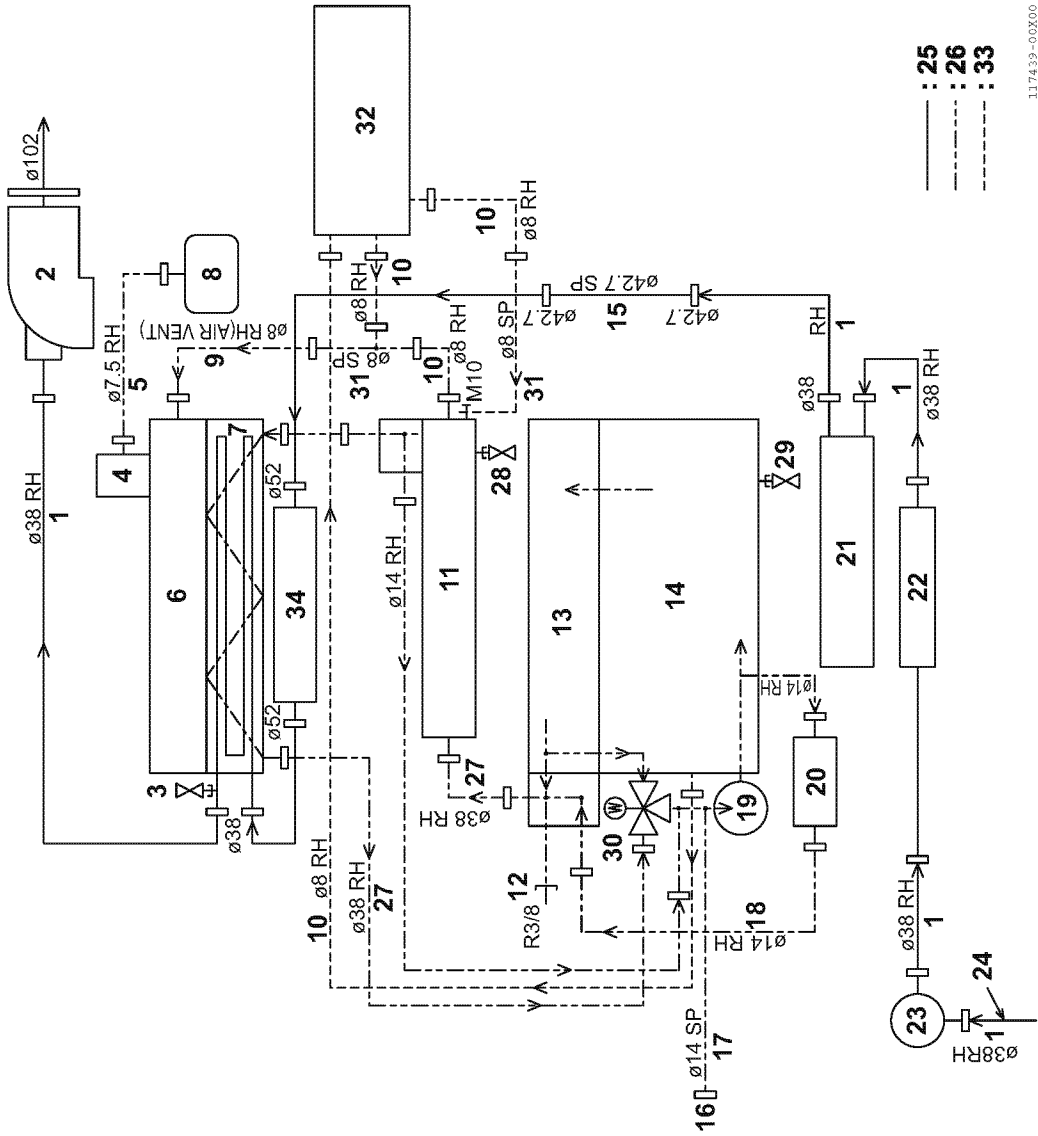 ø102
2
ø38 RH
1
4
ø7.5 RH
5
8
3
6
ø8 RH(AIR VENT)
9
7
ø38
ø52
34
ø52
10
ø8 RH
ø38 RH
27
ø14 RH
ø8 SP
31
ø8 RH
10
32
11
10
ø8 RH
M10
28
ø38 RH
27
10
ø8 RH
ø8 SP
31
R3/8
12
13
ø42.7
15
ø42.7 SP
ø42.7
30
W
14
16
ø14 SP
17
19
ø14 RH
18
ø14 RH
20
29
ø38
RH
1
21
1
ø38 RH
22
23
ø38 RH
1
ø38RH
1
24
: 25
: 26
: 33
117439-00X00